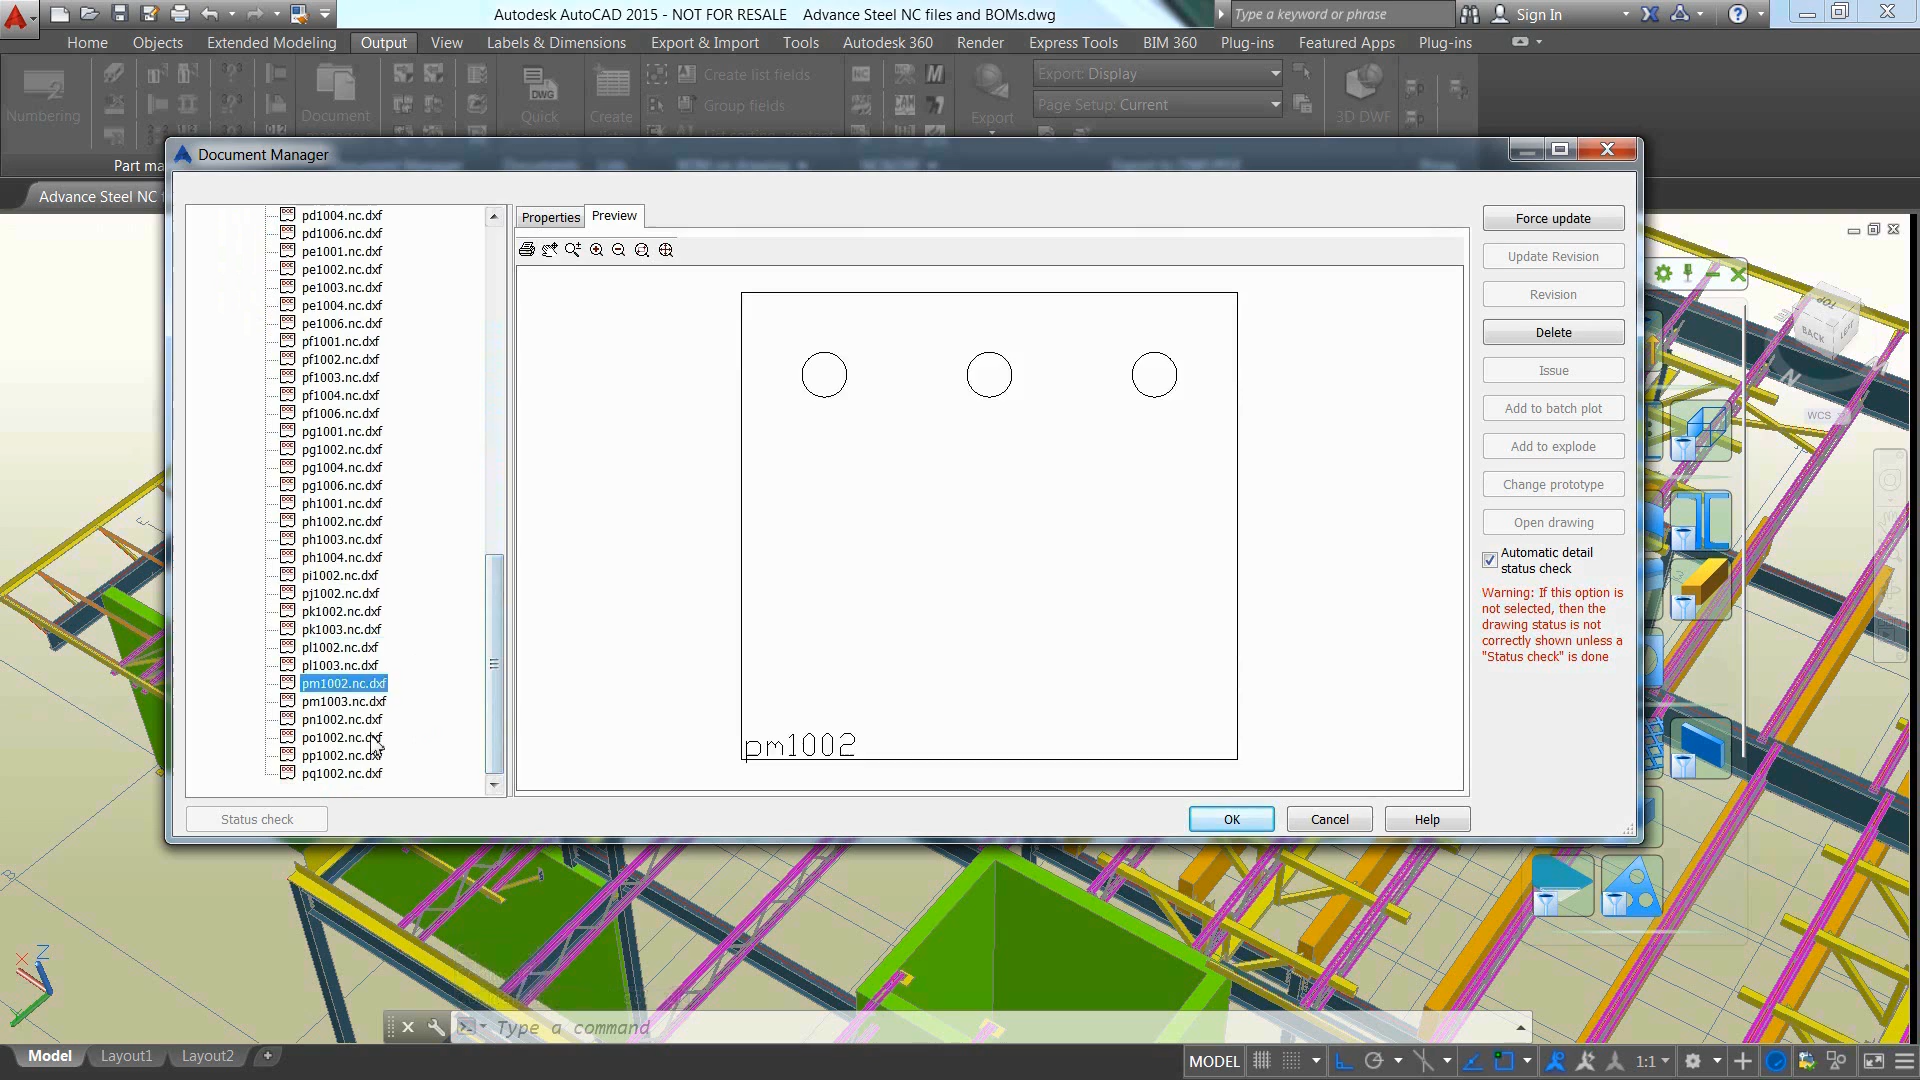 Autodesk AutoCAD 2015 - NOT FOR RESALE Advance Steel NC files and BOMs.dwg
Type a keyword or phrase
Sign In
Home Objects Extended Modeling Output View Labels & Dimensions Export & Import Tools Autodesk 360 Render Express Tools BIM 360 Plug-ins Featured Apps Plug-ins
Numbering
Document
DWG
Quick
Create
Create list fields
Group fields
NC
CAM
Export
Export: Display
Page Setup: Current
3D DWF
Part ma
Document Manager
Advance Steel NC f
pd1004.nc.dxf
pd1006.nc.dxf
pe1001.nc.dxf
pe1002.nc.dxf
pe1003.nc.dxf
pe1004.nc.dxf
pe1006.nc.dxf
pf1001.nc.dxf
pf1002.nc.dxf
pf1003.nc.dxf
pf1004.nc.dxf
pf1006.nc.dxf
pg1001.nc.dxf
pg1002.nc.dxf
pg1004.nc.dxf
pg1006.nc.dxf
ph1001.nc.dxf
ph1002.nc.dxf
ph1003.nc.dxf
ph1004.nc.dxf
pi1002.nc.dxf
pj1002.nc.dxf
pk1002.nc.dxf
pk1003.nc.dxf
pl1002.nc.dxf
pl1003.nc.dxf
pm1002.nc.dxf
pm1003.nc.dxf
pn1002.nc.dxf
po1002.nc.dxf
pp1002.nc.dxf
pq1002.nc.dxf
Status check
Properties Preview
pm1002
OK Cancel Help
Force update
Update Revision
Revision
Delete
Issue
Add to batch plot
Add to explode
Change prototype
Open drawing
Automatic detail
status check
Warning: If this option is
not selected, then the
drawing status is not
correctly shown unless a
"Status check" is done
TOP
BACK
LEFT
N
WCS
Z
X
Type a command
Model Layout1 Layout2
MODEL
1:1